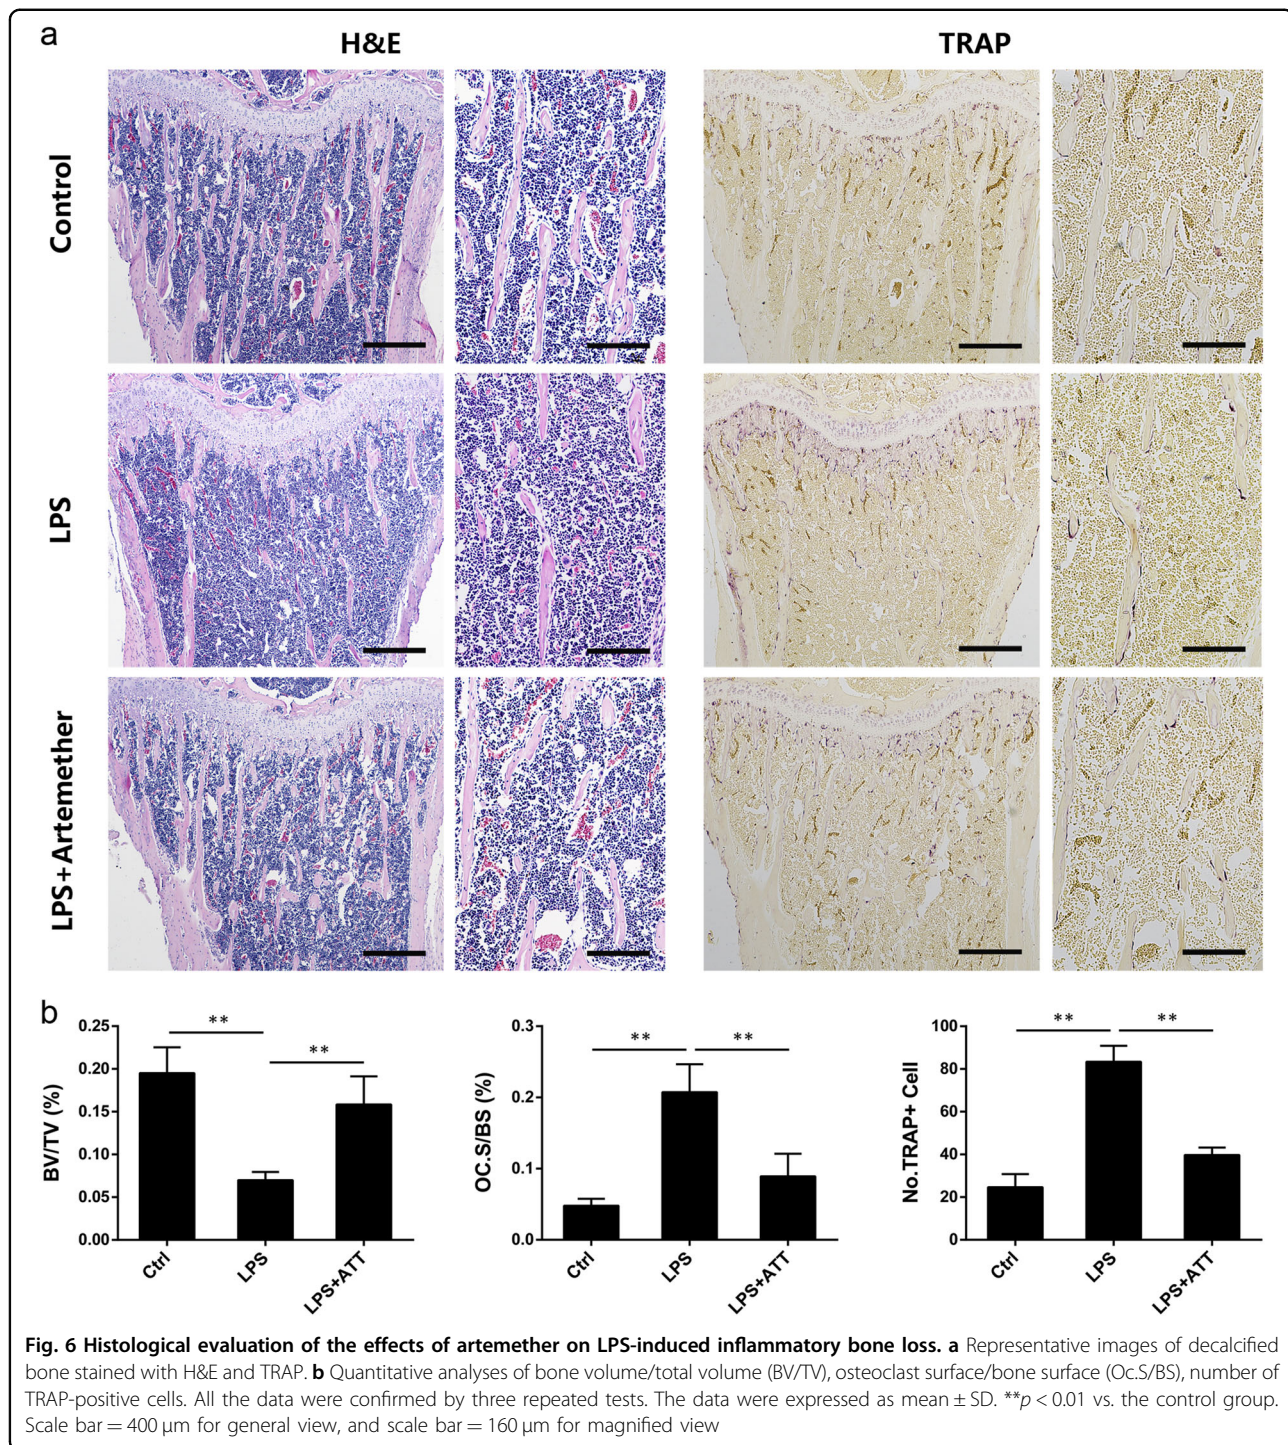 a
H&E TRAP
Control
LPS
LPS+Artemether
b
** **
BV/TV (%)
0.25
0.20
0.15
0.10
0.05
0.00
Ctrl
LPS
LPS+ATT
** **
OC.S/BS (%)
0.3
0.2
0.1
0.0
Ctrl
LPS
LPS+ATT
** **
No.TRAP+ Cell
100
80
60
40
20
0
Ctrl
LPS
LPS+ATT
Fig. 6 Histological evaluation of the effects of artemether on LPS-induced inflammatory bone loss. a Representative images of decalcified
bone stained with H&E and TRAP. b Quantitative analyses of bone volume/total volume (BV/TV), osteoclast surface/bone surface (Oc.S/BS), number of
TRAP-positive cells. All the data were confirmed by three repeated tests. The data were expressed as mean ± SD. **p < 0.01 vs. the control group.
Scale bar = 400 μm for general view, and scale bar = 160 μm for magnified view